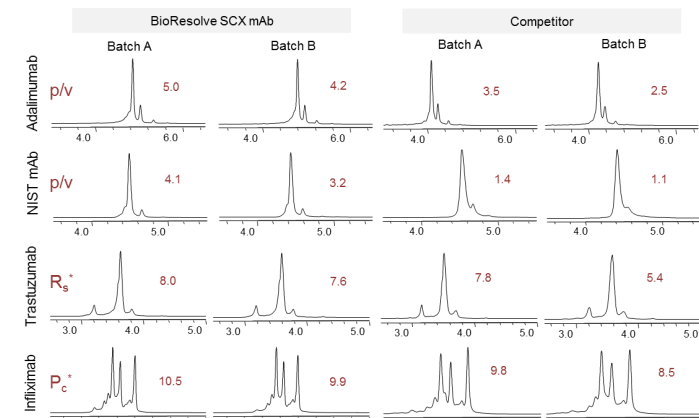 BioResolve SCX mAb
Competitor
Batch A
Batch B
Batch A
Batch B
Adalimumab
p/v
5.0
4.2
3.5
2.5
4.0 6.0
4.0 6.0
4.0 6.0
4.0 6.0
NIST mAb
p/v
4.1
3.2
1.4
1.1
4.0 5.0
4.0 5.0
4.0 5.0
4.0 5.0
Trastuzumab
Rs*
8.0
7.6
7.8
5.4
3.0 4.0 5.0
3.0 4.0 5.0
3.0 4.0 5.0
3.0 4.0 5.0
Infliximab
Pc*
10.5
9.9
9.8
8.5